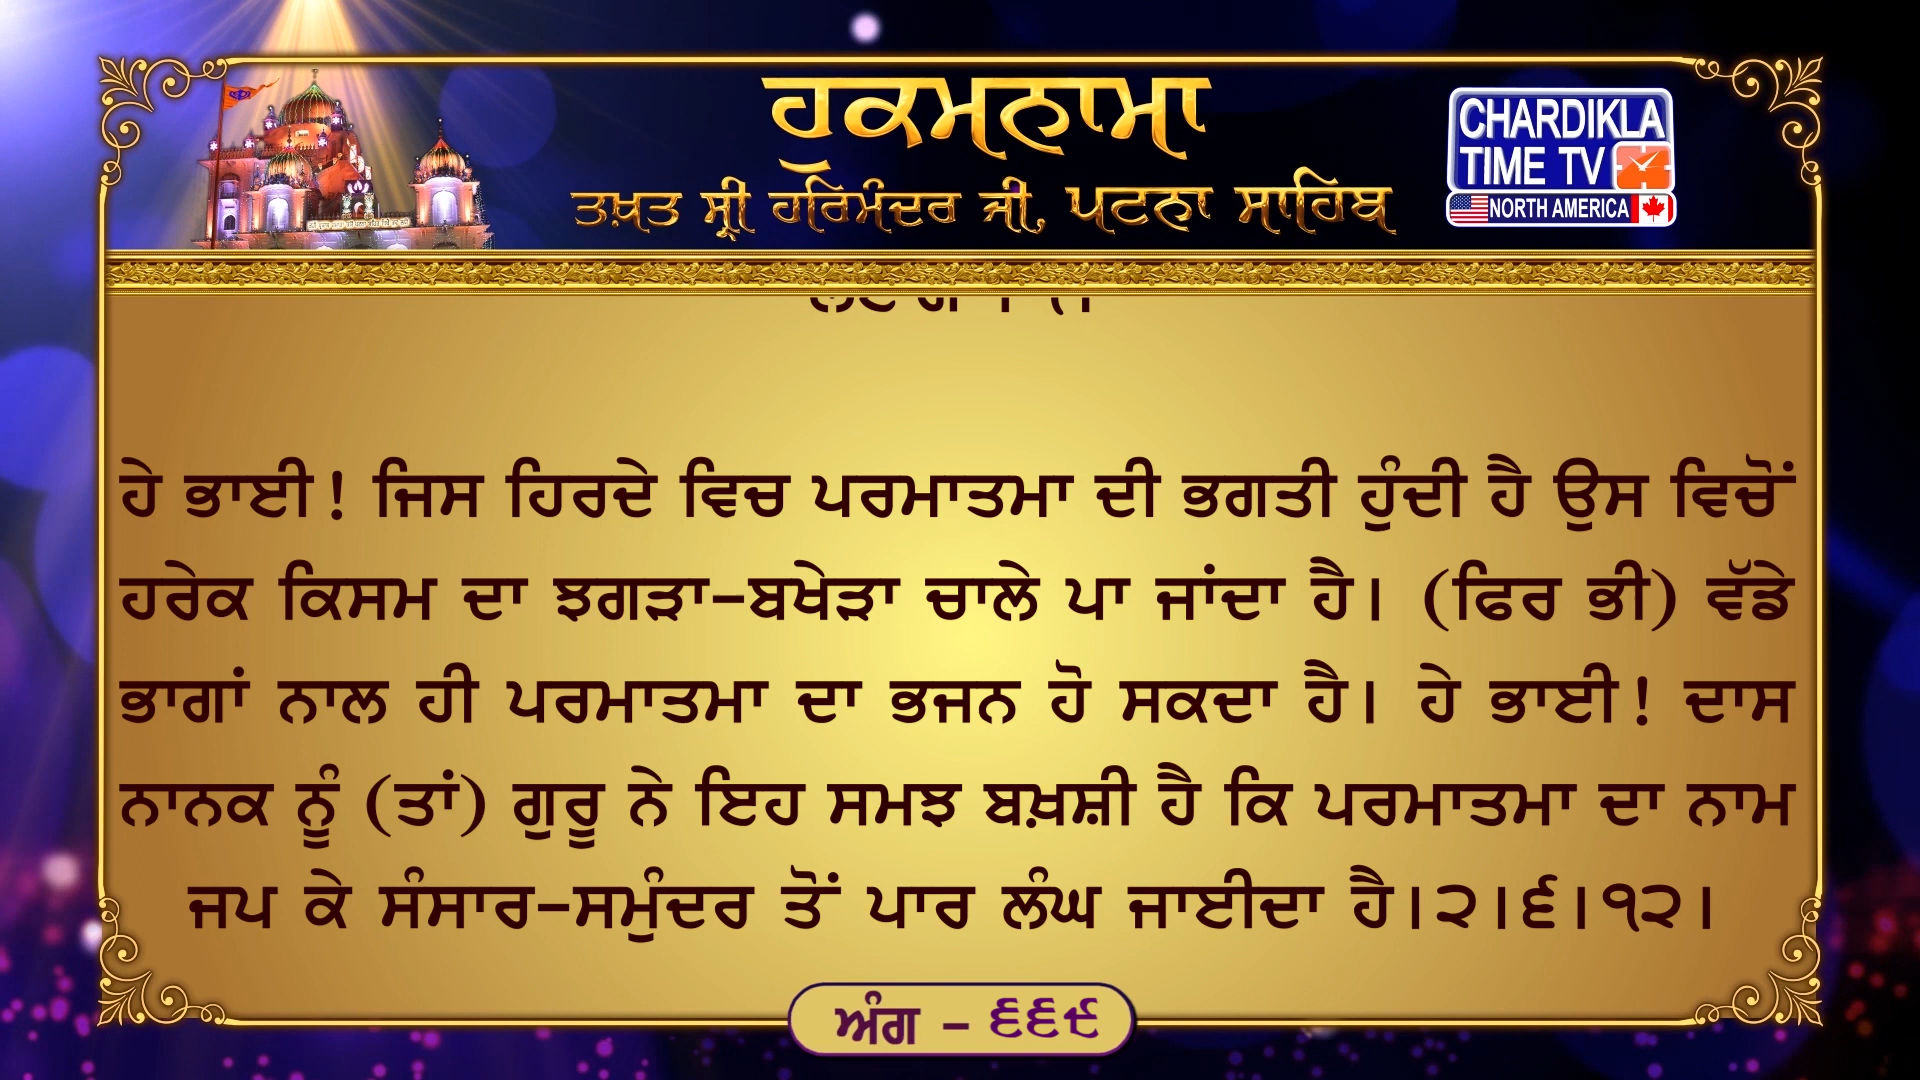 ਹੁਕਮਨਾਮਾ
ਤਖ਼ਤ ਸ੍ਰੀ ਹਰਿਮੰਦਰ ਜੀ, ਪਟਨਾ ਸਾਹਿਬ
CHARDIKLA
TIME TV
NORTH AMERICA
ਹੇ ਭਾਈ! ਜਿਸ ਹਿਰਦੇ ਵਿਚ ਪਰਮਾਤਮਾ ਦੀ ਭਗਤੀ ਹੁੰਦੀ ਹੈ ਉਸ ਵਿਚੋਂ
ਹਰੇਕ ਕਿਸਮ ਦਾ ਝਗੜਾ-ਬਖੇੜਾ ਚਾਲੇ ਪਾ ਜਾਂਦਾ ਹੈ। (ਫਿਰ ਭੀ) ਵੱਡੇ
ਭਾਗਾਂ ਨਾਲ ਹੀ ਪਰਮਾਤਮਾ ਦਾ ਭਜਨ ਹੋ ਸਕਦਾ ਹੈ। ਹੇ ਭਾਈ! ਦਾਸ
ਨਾਨਕ ਨੂੰ (ਤਾਂ) ਗੁਰੂ ਨੇ ਇਹ ਸਮਝ ਬਖ਼ਸ਼ੀ ਹੈ ਕਿ ਪਰਮਾਤਮਾ ਦਾ ਨਾਮ
ਜਪ ਕੇ ਸੰਸਾਰ-ਸਮੁੰਦਰ ਤੋਂ ਪਾਰ ਲੰਘ ਜਾਈਦਾ ਹੈ।੨।੬।੧੨।
ਅੰਗ - ੬੬੯